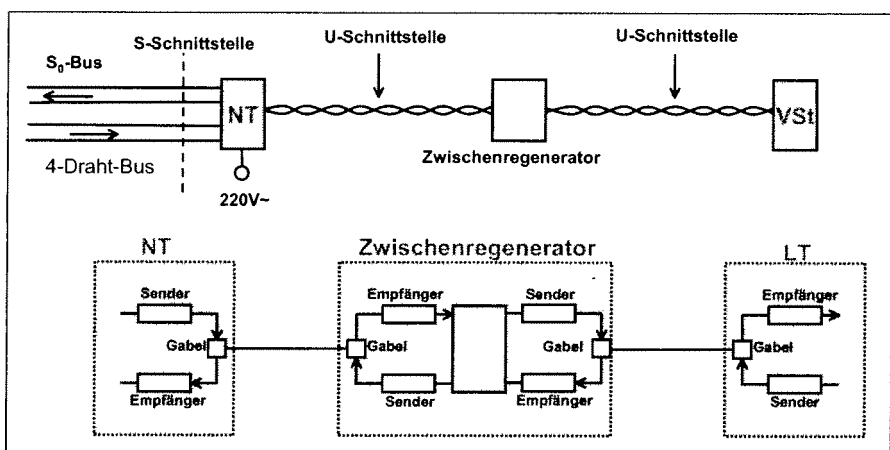 S-Schnittstelle
U-Schnittstelle
U-Schnittstelle
S₀-Bus
NT
VSt
Zwischenregenerator
4-Draht-Bus
220V~
NT
Zwischenregenerator
LT
Sender
Empfänger
Sender
Empfänger
Gabel
Gabel
Gabel
Gabel
Empfänger
Sender
Empfänger
Sender